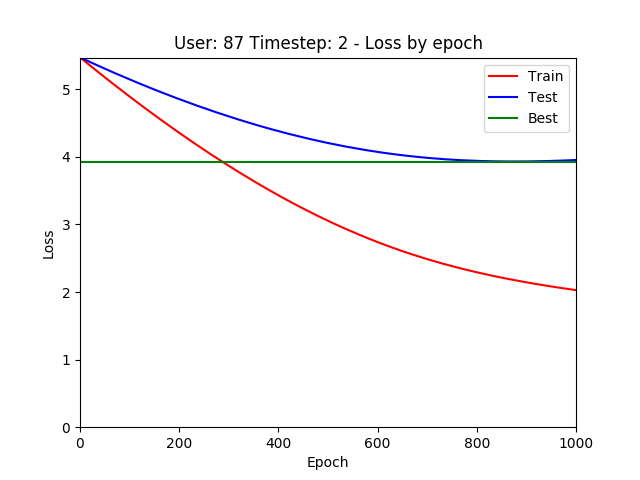 User: 87 Timestep: 2 - Loss by epoch
Train
Test
Best
5
4
3
2
1
0
Loss
0 200 400 600 800 1000
Epoch